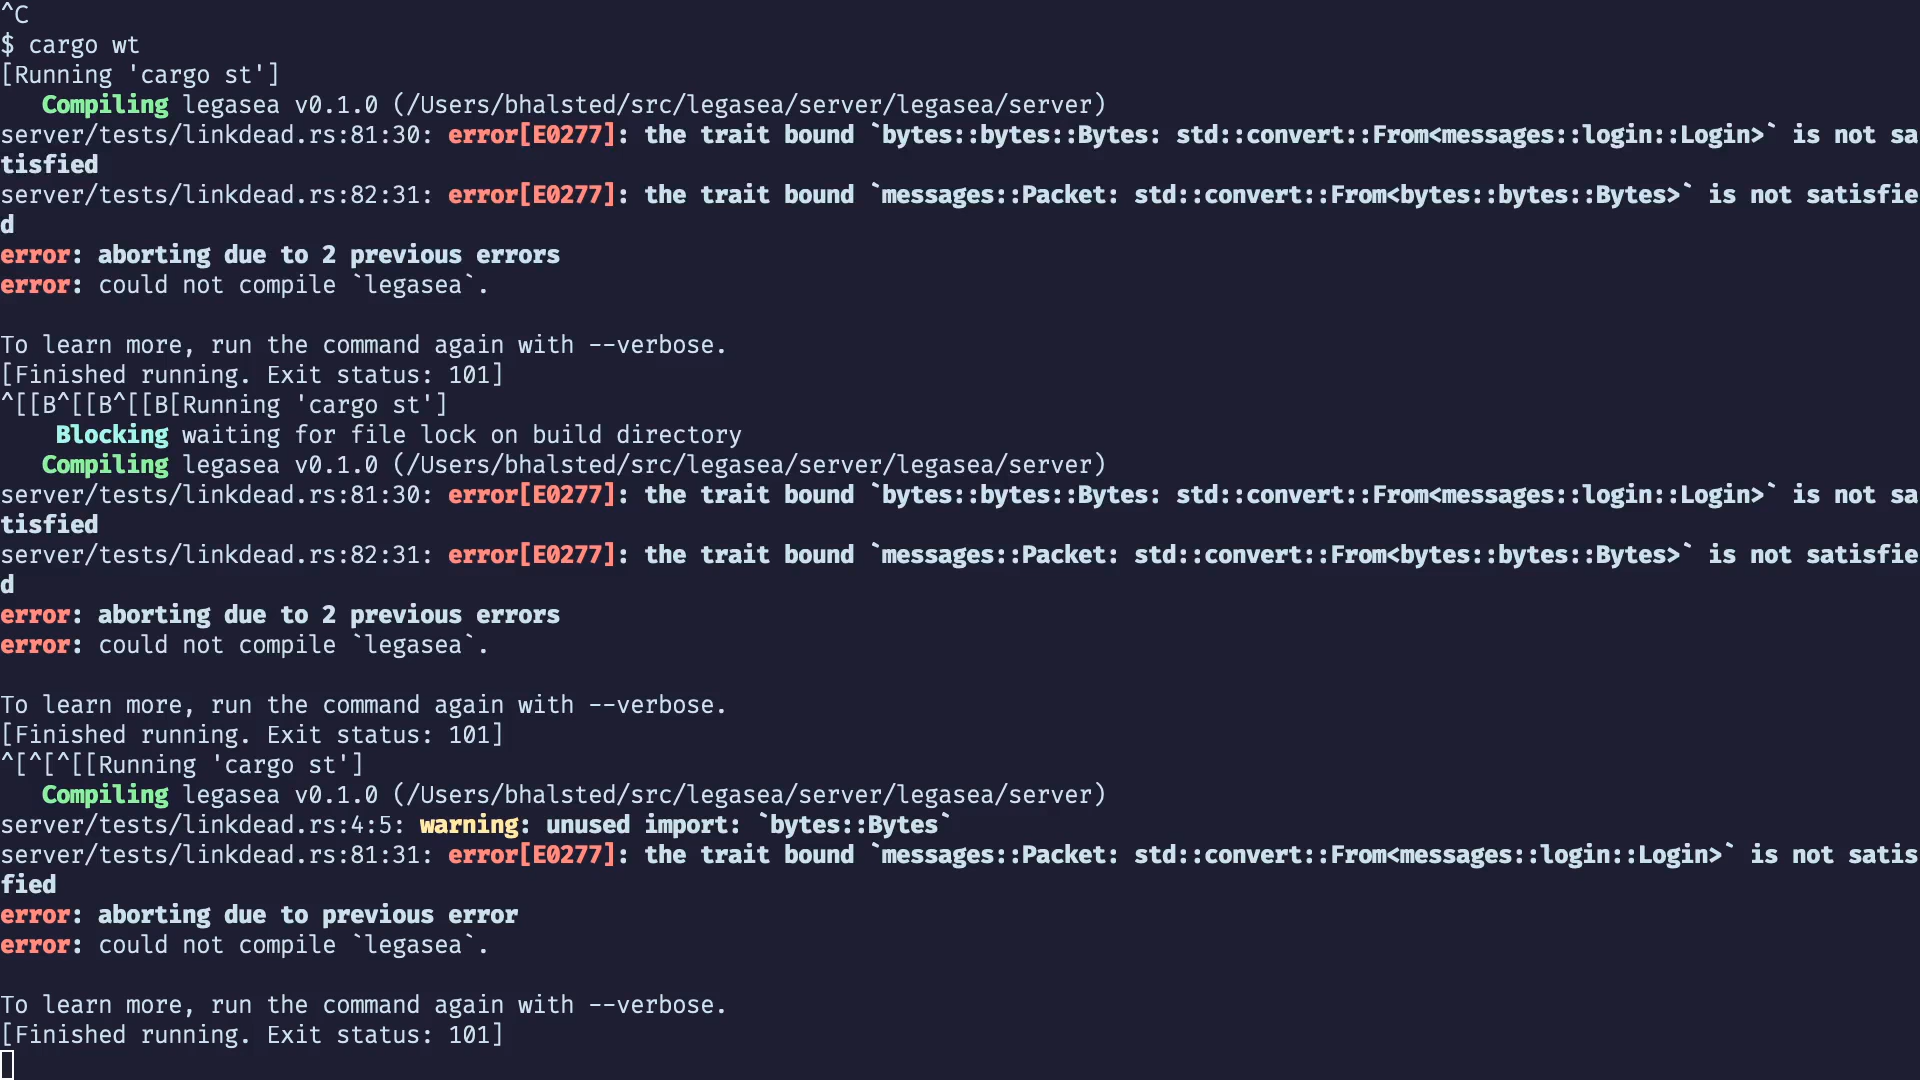 ^C
$ cargo wt
[Running 'cargo st']
   Compiling legasea v0.1.0 (/Users/bhalsted/src/legasea/server/legasea/server)
server/tests/linkdead.rs:81:30: error[E0277]: the trait bound `bytes::bytes::Bytes: std::convert::From<messages::login::Login>` is not sa
tisfied
server/tests/linkdead.rs:82:31: error[E0277]: the trait bound `messages::Packet: std::convert::From<bytes::bytes::Bytes>` is not satisfie
d
error: aborting due to 2 previous errors
error: could not compile `legasea`.

To learn more, run the command again with --verbose.
[Finished running. Exit status: 101]
^[[B^[[B^[[B[Running 'cargo st']
    Blocking waiting for file lock on build directory
   Compiling legasea v0.1.0 (/Users/bhalsted/src/legasea/server/legasea/server)
server/tests/linkdead.rs:81:30: error[E0277]: the trait bound `bytes::bytes::Bytes: std::convert::From<messages::login::Login>` is not sa
tisfied
server/tests/linkdead.rs:82:31: error[E0277]: the trait bound `messages::Packet: std::convert::From<bytes::bytes::Bytes>` is not satisfie
d
error: aborting due to 2 previous errors
error: could not compile `legasea`.

To learn more, run the command again with --verbose.
[Finished running. Exit status: 101]
^[^[^[[Running 'cargo st']
   Compiling legasea v0.1.0 (/Users/bhalsted/src/legasea/server/legasea/server)
server/tests/linkdead.rs:4:5: warning: unused import: `bytes::Bytes`
server/tests/linkdead.rs:81:31: error[E0277]: the trait bound `messages::Packet: std::convert::From<messages::login::Login>` is not satis
fied
error: aborting due to previous error
error: could not compile `legasea`.

To learn more, run the command again with --verbose.
[Finished running. Exit status: 101]